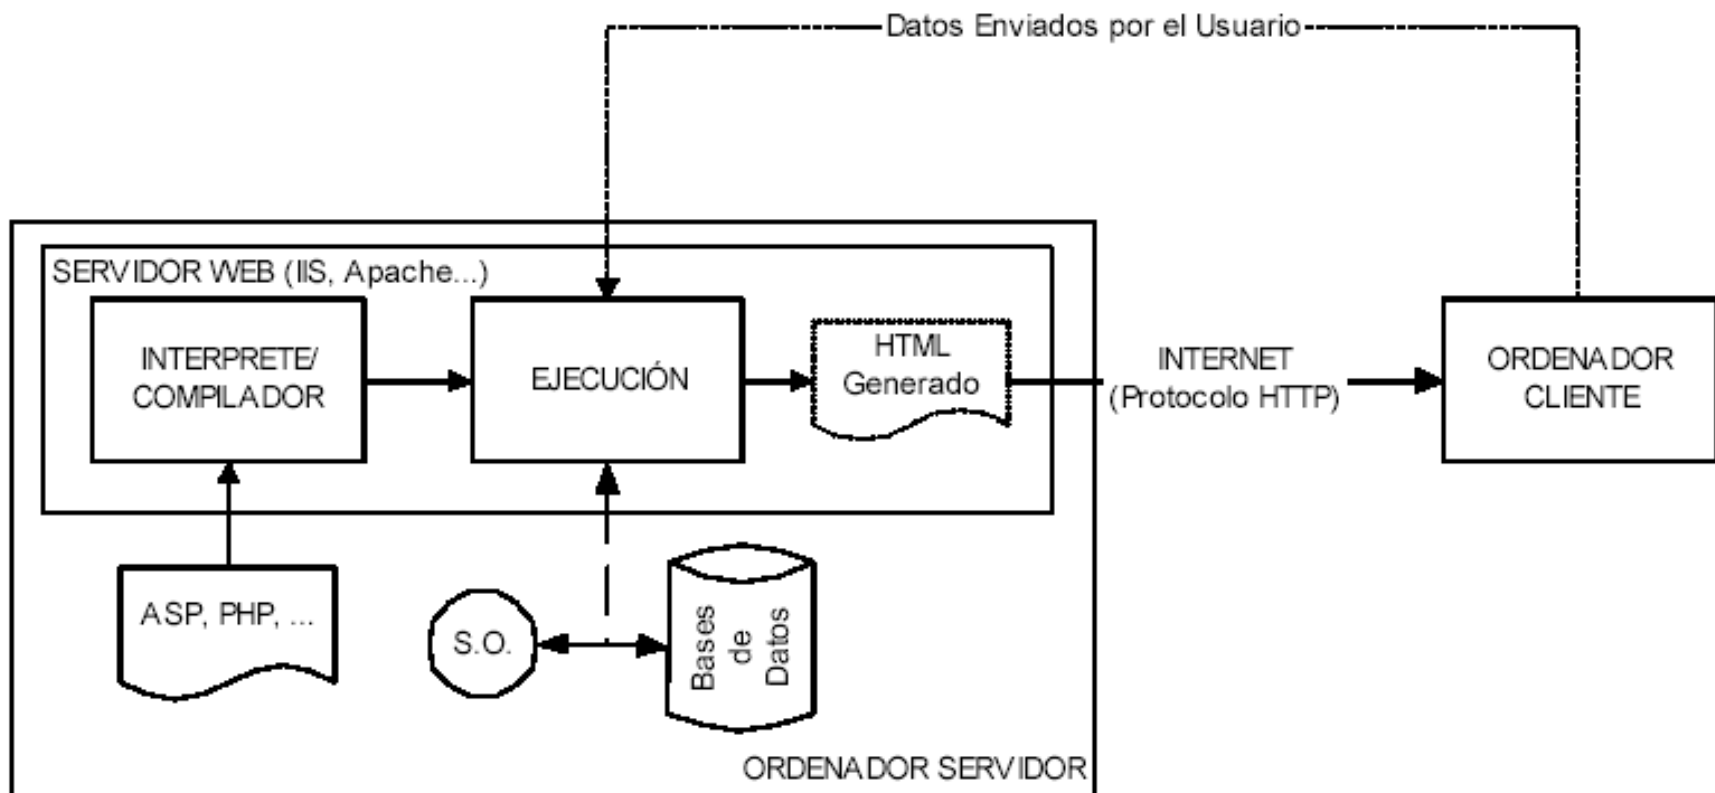 Datos Enviados por el Usuario
SERVIDOR WEB (IIS, Apache...)
INTERPRETE/
COMPILADOR
EJECUCIÓN
HTML
Generado
INTERNET
(Protocolo HTTP)
ORDENADOR
CLIENTE
ASP, PHP, ...
S.O.
Bases
de
Datos
ORDENADOR SERVIDOR